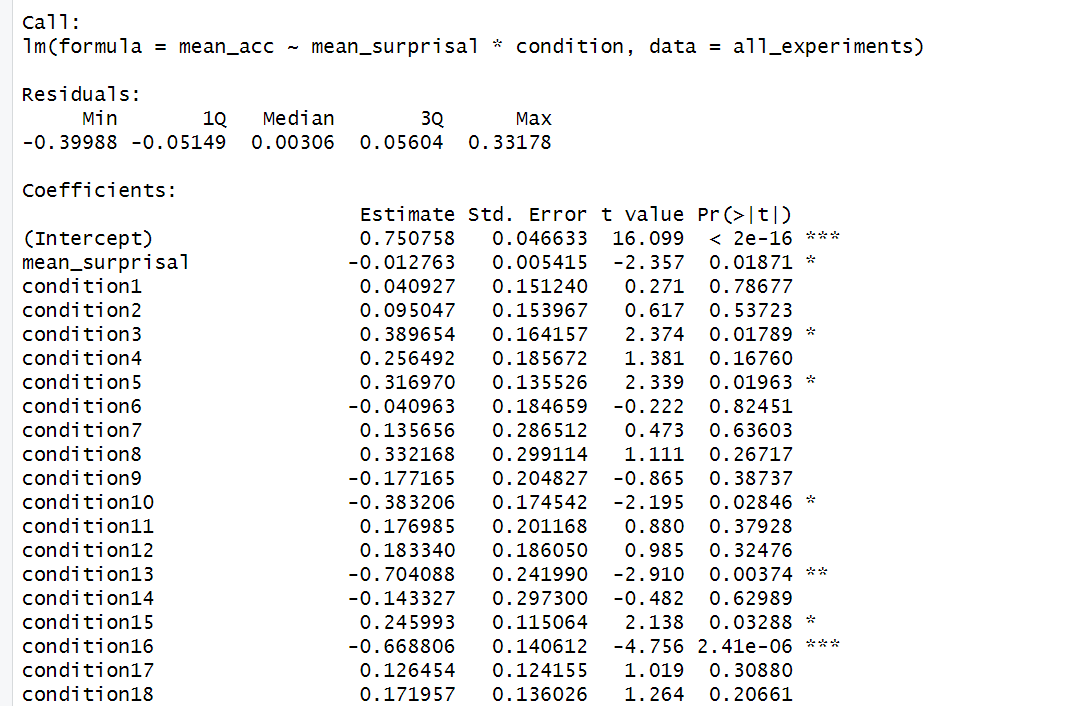 Call:
lm(formula = mean_acc ~ mean_surprisal * condition, data = all_experiments)
Residuals:
Min 1Q Median 3Q Max
-0.39988 -0.05149 0.00306 0.05604 0.33178
Coefficients:
Estimate Std. Error t value Pr(>|t|)
(Intercept) 0.750758 0.046633 16.099 < 2e-16 ***
mean_surprisal -0.012763 0.005415 -2.357 0.01871 *
condition1 0.040927 0.151240 0.271 0.78677
condition2 0.095047 0.153967 0.617 0.53723
condition3 0.389654 0.164157 2.374 0.01789 *
condition4 0.256492 0.185672 1.381 0.16760
condition5 0.316970 0.135526 2.339 0.01963 *
condition6 -0.040963 0.184659 -0.222 0.82451
condition7 0.135656 0.286512 0.473 0.63603
condition8 0.332168 0.299114 1.111 0.26717
condition9 -0.177165 0.204827 -0.865 0.38737
condition10 -0.383206 0.174542 -2.195 0.02846 *
condition11 0.176985 0.201168 0.880 0.37928
condition12 0.183340 0.186050 0.985 0.32476
condition13 -0.704088 0.241990 -2.910 0.00374 **
condition14 -0.143327 0.297300 -0.482 0.62989
condition15 0.245993 0.115064 2.138 0.03288 *
condition16 -0.668806 0.140612 -4.756 2.41e-06 ***
condition17 0.126454 0.124155 1.019 0.30880
condition18 0.171957 0.136026 1.264 0.20661